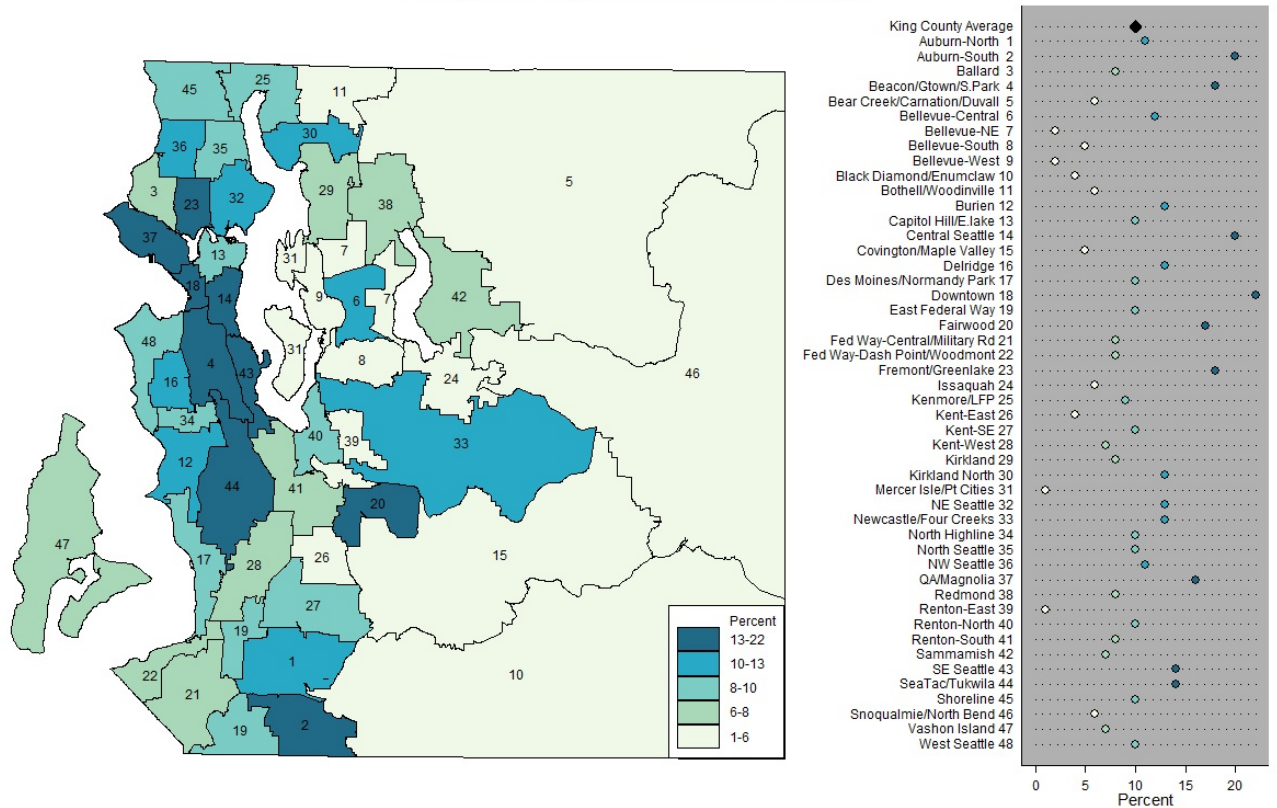 45
25
11
30
36
35
5
3
23
32
29
38
37
31
7
13
18
14
9
6
7
42
48
4
43
31
8
24
46
16
34
40
39
33
12
44
41
20
47
17
28
26
15
27
19
1
22
21
10
19
2
Percent
13-22
10-13
8-10
6-8
1-6
King County Average
Auburn-North 1
Auburn-South 2
Ballard 3
Beacon/Gtown/S.Park 4
Bear Creek/Carnation/Duvall 5
Bellevue-Central 6
Bellevue-NE 7
Bellevue-South 8
Bellevue-West 9
Black Diamond/Enumclaw 10
Bothell/Woodinville 11
Burien 12
Capitol Hill/E.lake 13
Central Seattle 14
Covington/Maple Valley 15
Delridge 16
Des Moines/Normandy Park 17
Downtown 18
East Federal Way 19
Fairwood 20
Fed Way-Central/Military Rd 21
Fed Way-Dash Point/Woodmont 22
Fremont/Greenlake 23
Issaquah 24
Kenmore/LFP 25
Kent-East 26
Kent-SE 27
Kent-West 28
Kirkland 29
Kirkland North 30
Mercer Isle/Pt Cities 31
NE Seattle 32
Newcastle/Four Creeks 33
North Highline 34
North Seattle 35
NW Seattle 36
QA/Magnolia 37
Redmond 38
Renton-East 39
Renton-North 40
Renton-South 41
Sammamish 42
SE Seattle 43
SeaTac/Tukwila 44
Shoreline 45
Snoqualmie/North Bend 46
Vashon Island 47
West Seattle 48
0 5 10 15 20
Percent